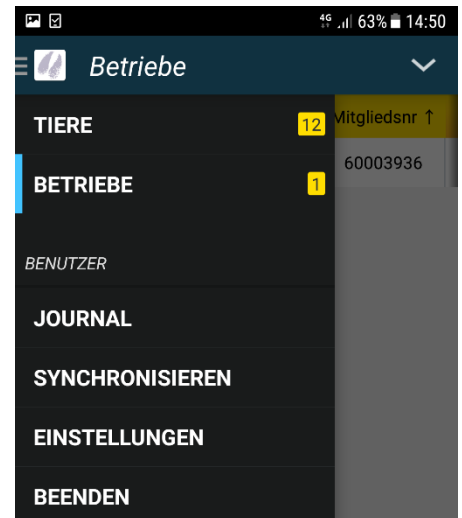 4G 63% 14:50
Betriebe
TIERE 12 Mitgliedsnr ↑
60003936
BETRIEBE 1
BENUTZER
JOURNAL
SYNCHRONISIEREN
EINSTELLUNGEN
BEENDEN